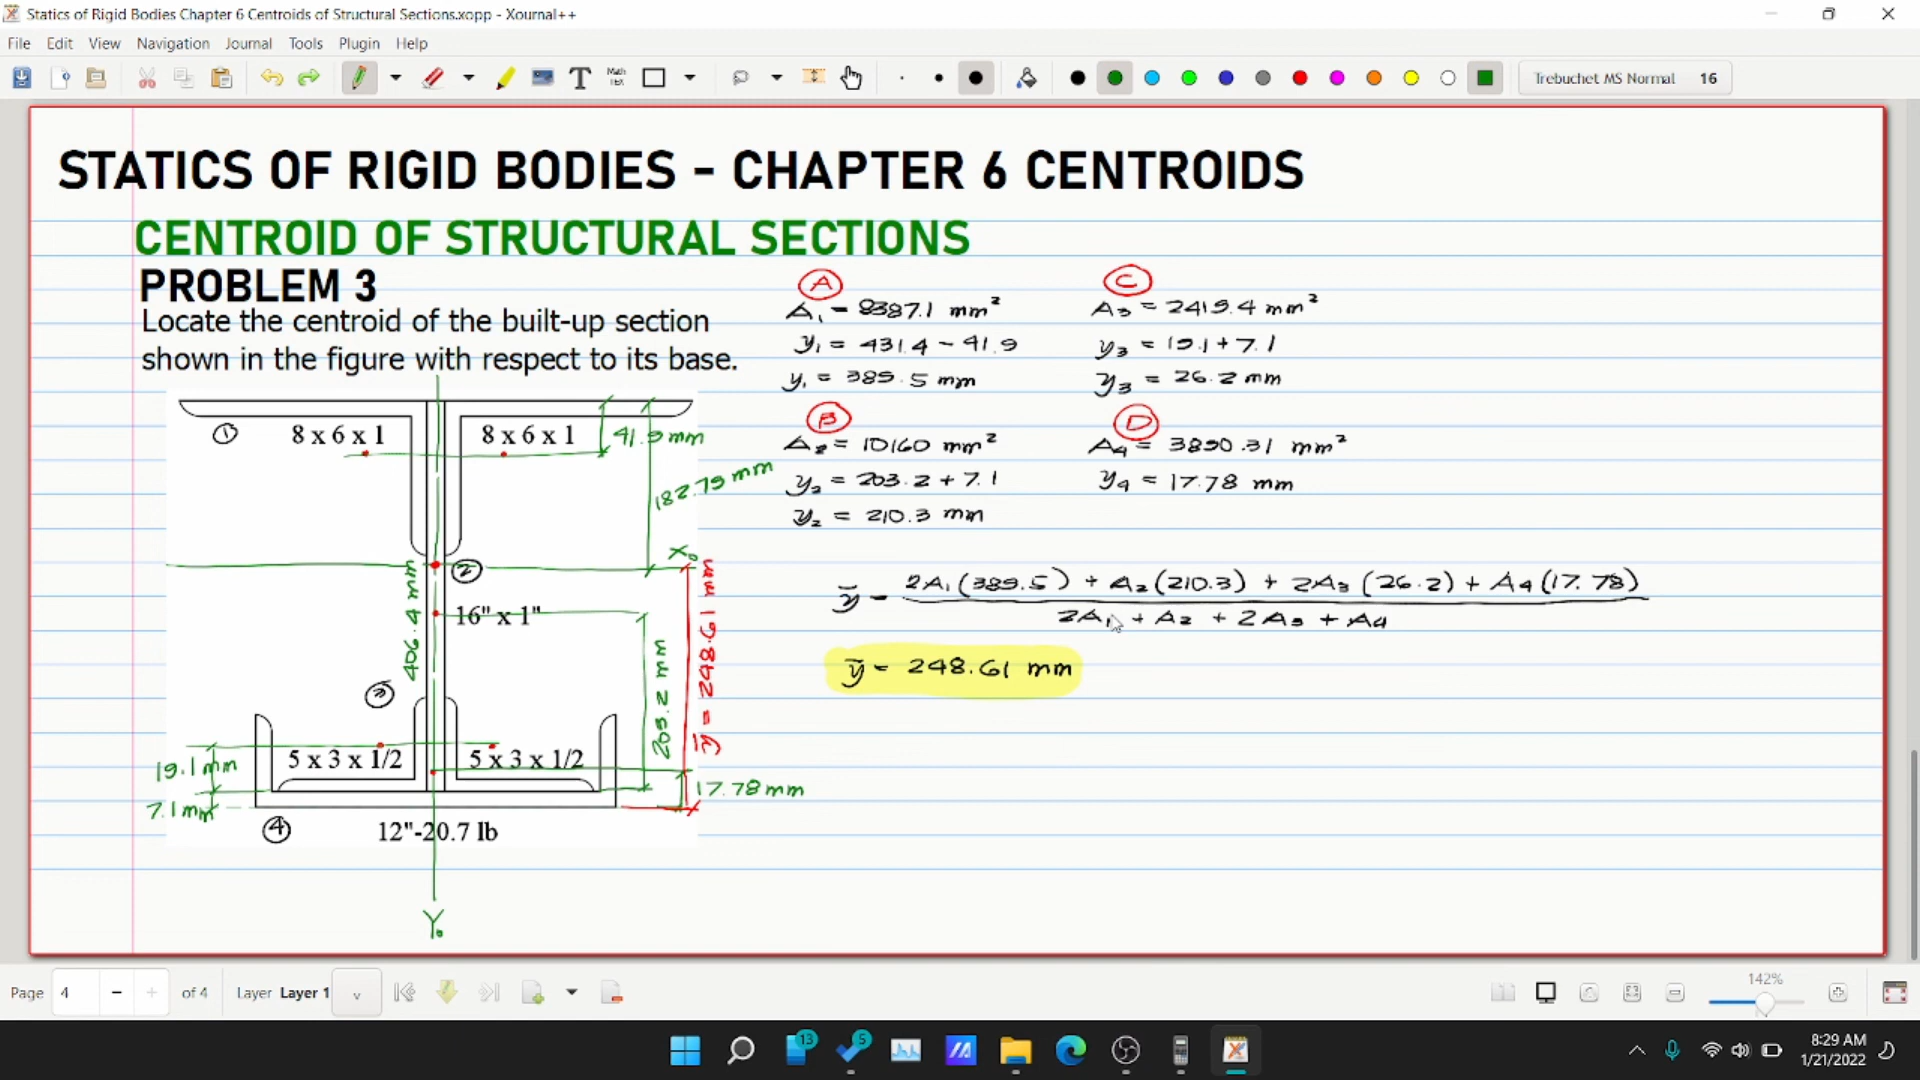 Statics of Rigid Bodies Chapter 6 Centroids of Structural Sections.xopp - Xournal++
File Edit View Navigation Journal Tools Plugin Help
Math TEX T Trebuchet MS Normal 16
STATICS OF RIGID BODIES - CHAPTER 6 CENTROIDS
CENTROID OF STRUCTURAL SECTIONS
PROBLEM 3
Locate the centroid of the built-up section
shown in the figure with respect to its base.
1 8 x 6 x 1 8 x 6 x 1 41.9 mm
182.79 mm
X₀
2
406.4 mm
16" x 1"
203.2 mm
ȳ = 248.61 mm
3
19.1 mm 5 x 3 x 1/2 5 x 3 x 1/2
7.1 mm 17.78 mm
4 12"-20.7 lb
Y₀
A
A₁ = 8387.1 mm²
y₁ = 431.4 - 41.9
y₁ = 389.5 mm
B
A₂ = 10160 mm²
y₂ = 203.2 + 7.1
y₂ = 210.3 mm
C
A₃ = 2419.4 mm²
y₃ = 19.1 + 7.1
y₃ = 26.2 mm
D
A₄ = 3890.31 mm²
y₄ = 17.78 mm
ȳ = 2A₁(389.5) + A₂(210.3) + 2A₃(26.2) + A₄(17.78)
2A₁ + A₂ + 2A₃ + A₄
ȳ = 248.61 mm
Page 4 - + of 4 Layer Layer 1 v 142%
13 5
8:29 AM
1/21/2022